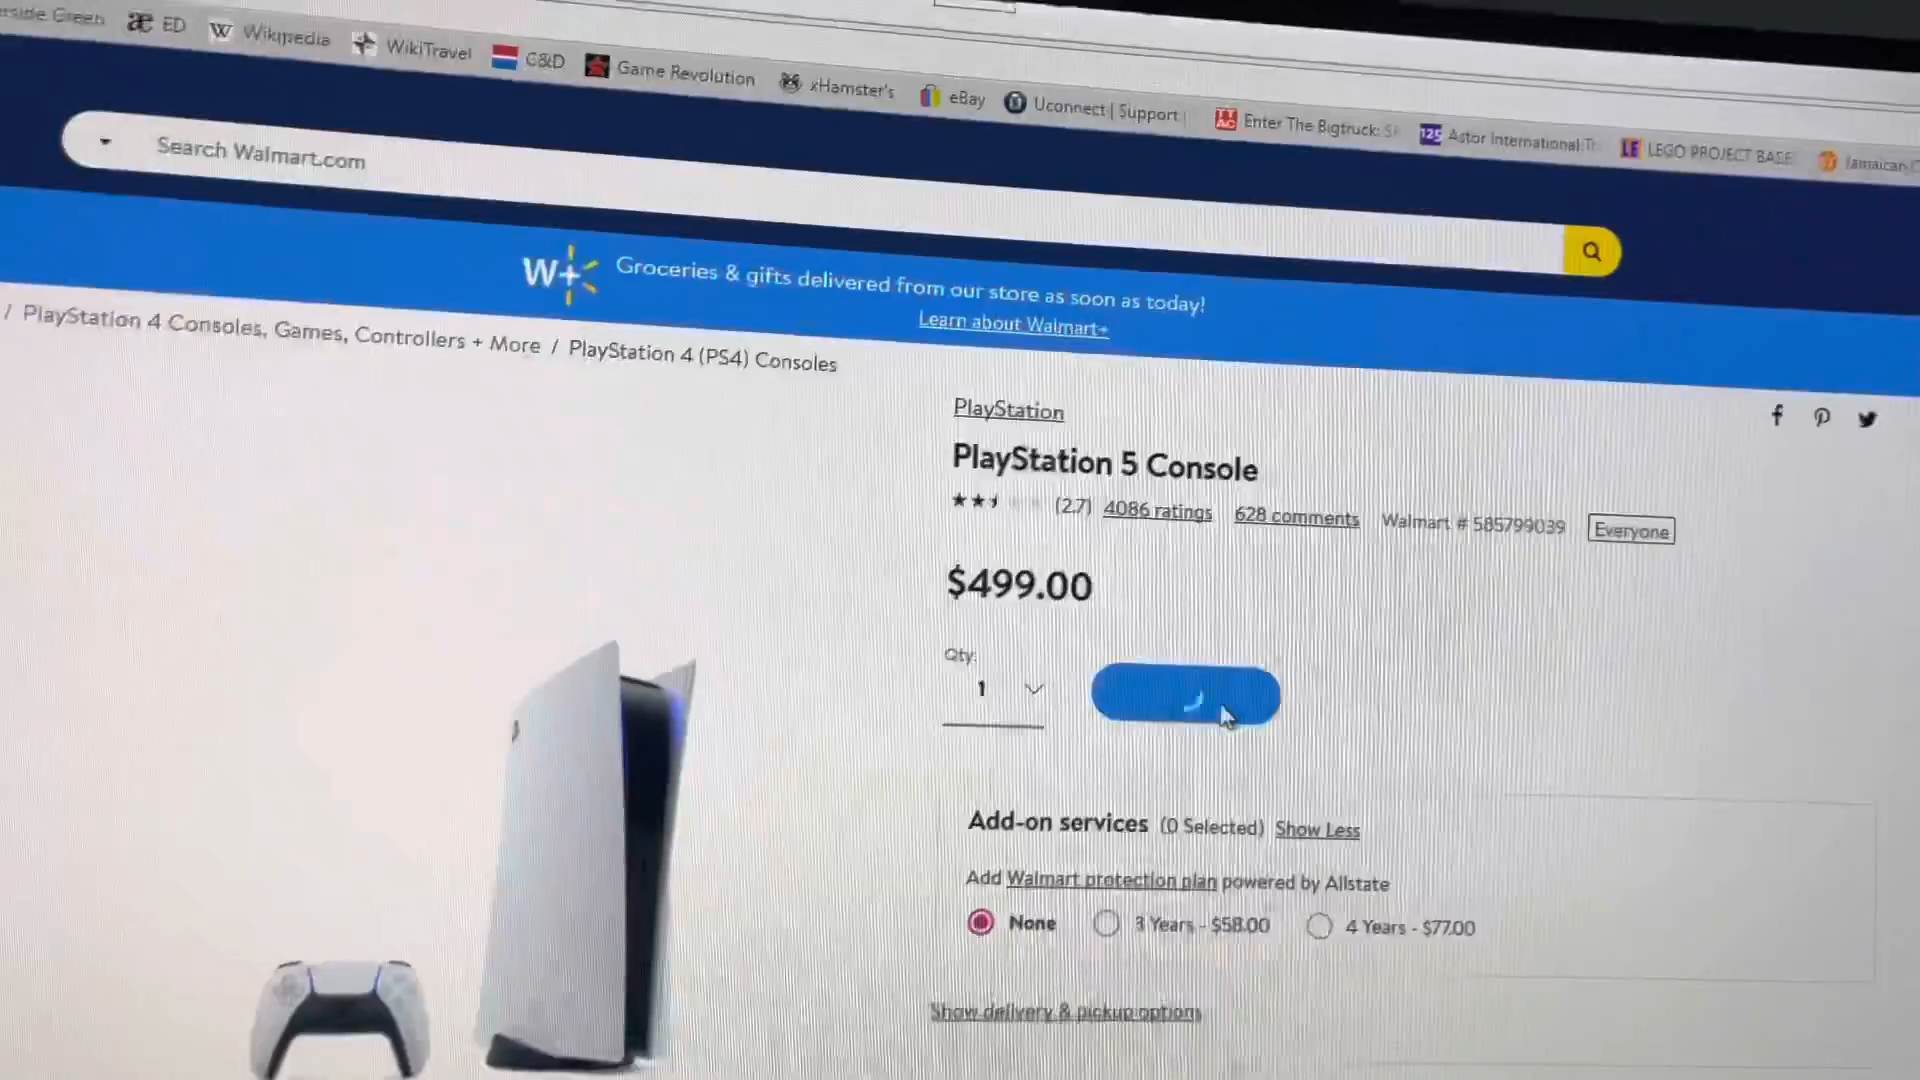 ED Wikipedia WikiTravel C&D Game Revolution xHamster's eBay Uconnect | Support | Enter The Bigtruck: Astor International LEGO PROJECT BASE Jamaican
Search Walmart.com
W+ Groceries & gifts delivered from our store as soon as today!
Learn about Walmart+
/ PlayStation 4 Consoles, Games, Controllers + More / PlayStation 4 (PS4) Consoles
PlayStation
PlayStation 5 Console
(2.7) 4086 ratings 628 comments Walmart # 585799039 Everyone
$499.00
Qty:
1
Add-on services (0 Selected) Show Less
Add Walmart protection plan powered by Allstate
None 3 Years - $58.00 4 Years - $77.00
Show delivery & pickup options